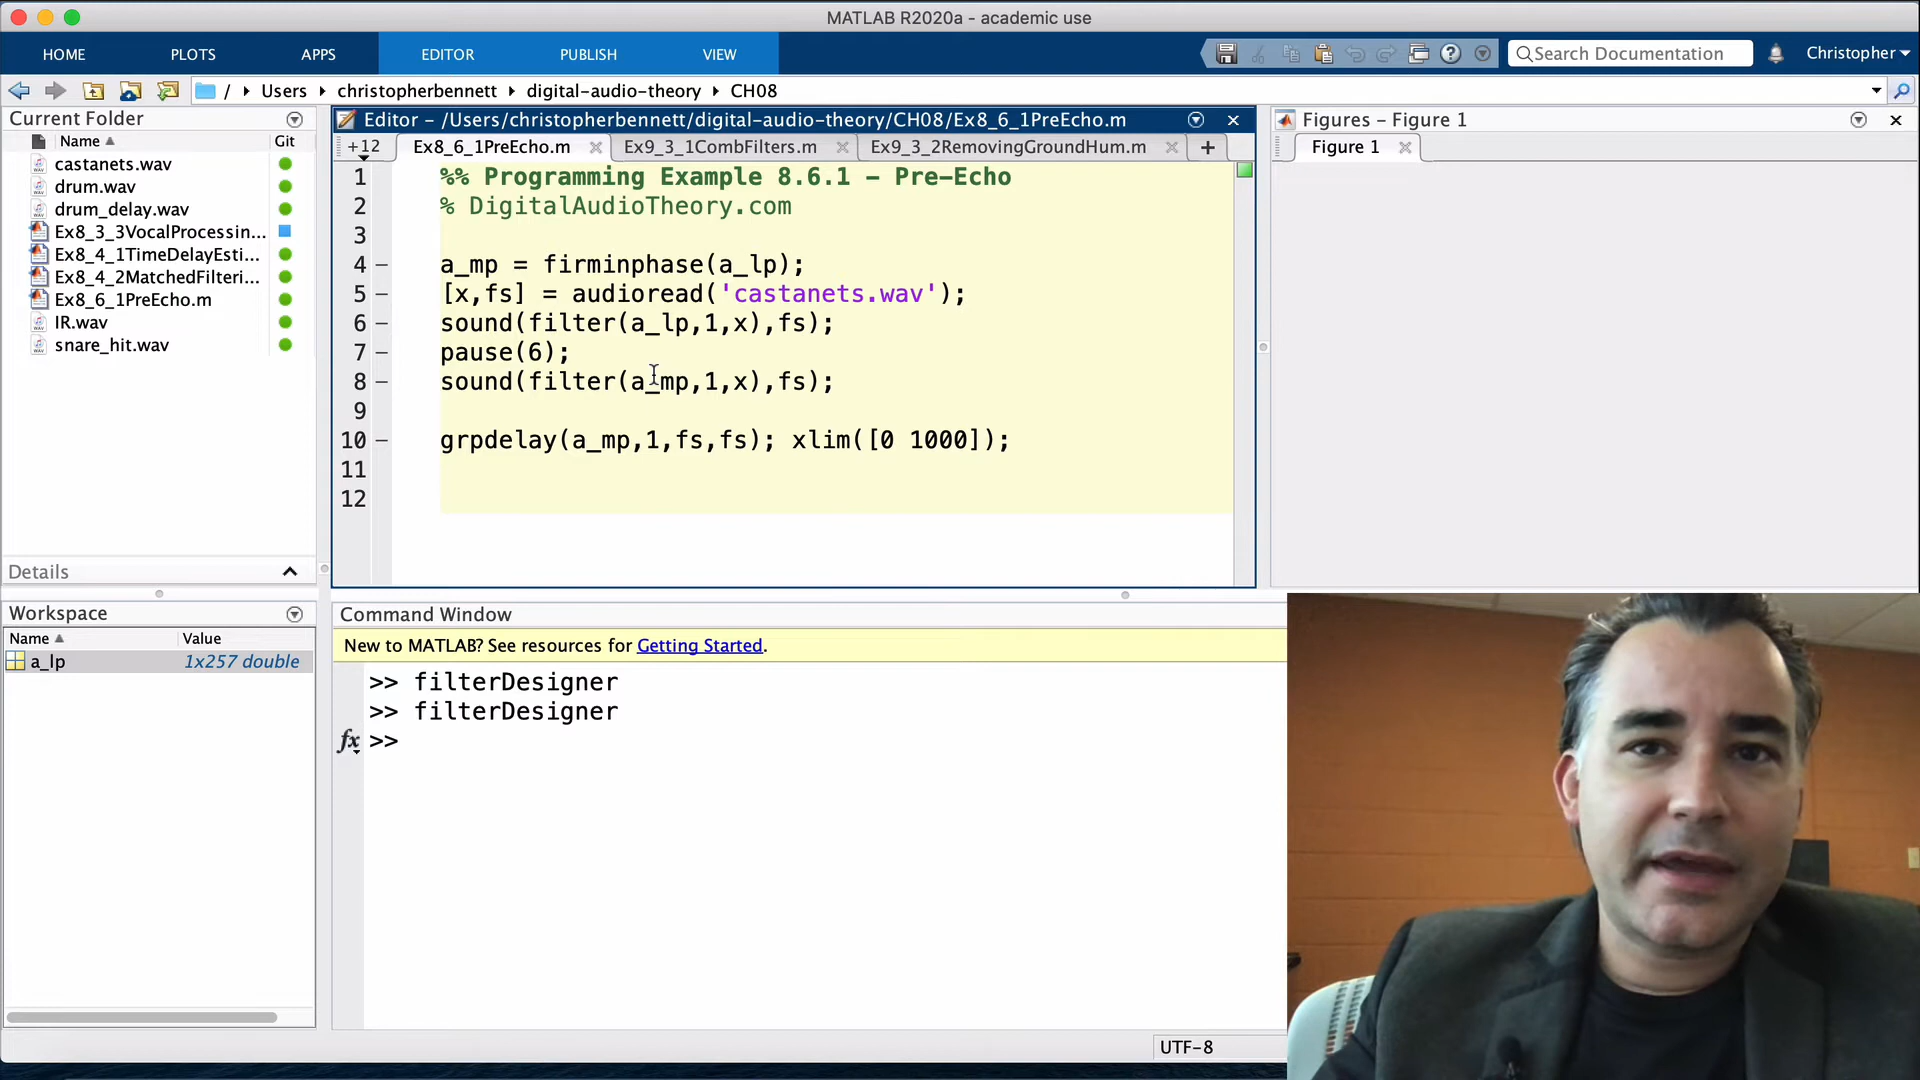 MATLAB R2020a - academic use
HOME PLOTS APPS EDITOR PUBLISH VIEW
Search Documentation
Christopher
/ Users christopherbennett digital-audio-theory CH08
Current Folder
Name Git
castanets.wav
drum.wav
drum_delay.wav
Ex8_3_3VocalProcessin...
Ex8_4_1TimeDelayEsti...
Ex8_4_2MatchedFilteri...
Ex8_6_1PreEcho.m
IR.wav
snare_hit.wav
Details
Workspace
Name Value
a_lp 1x257 double
Editor - /Users/christopherbennett/digital-audio-theory/CH08/Ex8_6_1PreEcho.m
+12 Ex8_6_1PreEcho.m Ex9_3_1CombFilters.m Ex9_3_2RemovingGroundHum.m +
1 %% Programming Example 8.6.1 - Pre-Echo
2 % DigitalAudioTheory.com
3
4 - a_mp = firminphase(a_lp);
5 - [x,fs] = audioread('castanets.wav');
6 - sound(filter(a_lp,1,x),fs);
7 - pause(6);
8 - sound(filter(a_mp,1,x),fs);
9
10 - grpdelay(a_mp,1,fs,fs); xlim([0 1000]);
11
12
Figures - Figure 1
Figure 1
Command Window
New to MATLAB? See resources for Getting Started.
>> filterDesigner
>> filterDesigner
fx >>
UTF-8